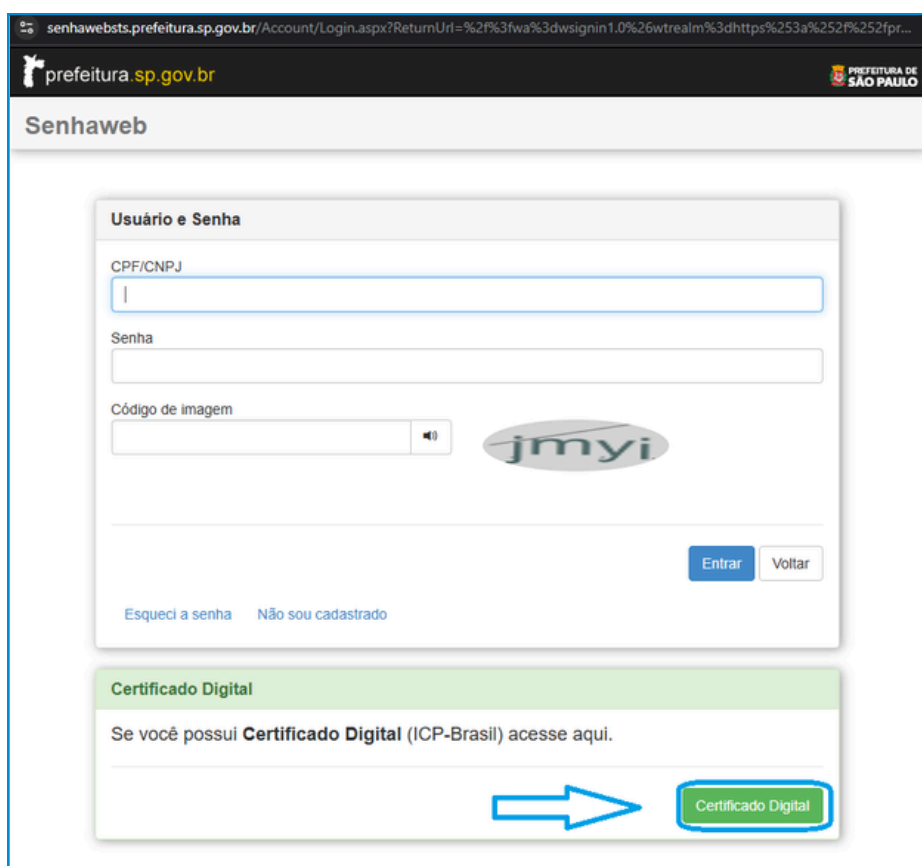 senhawebsts.prefeitura.sp.gov.br/Account/Login.aspx?ReturnUrl=%2f%3fwa%3dwsignin1.0%26wtrealm%3dhttps%253a%252f%252fpr...
prefeitura.sp.gov.br
PREFEITURA DE
SÃO PAULO
Senhaweb
Usuário e Senha
CPF/CNPJ
Senha
Código de imagem
jmyi
Entrar Voltar
Esqueci a senha Não sou cadastrado
Certificado Digital
Se você possui Certificado Digital (ICP-Brasil) acesse aqui.
Certificado Digital